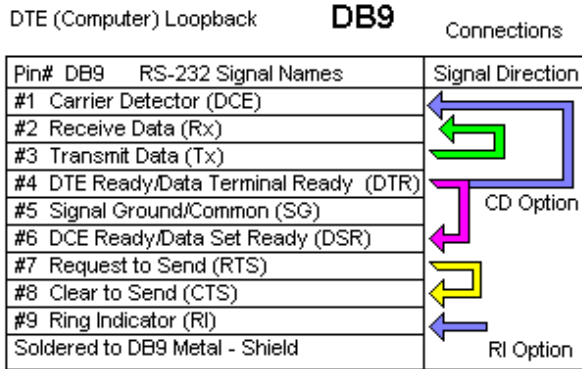 DTE (Computer) Loopback DB9 Connections
Pin# DB9 RS-232 Signal Names Signal Direction
#1 Carrier Detector (DCE)
#2 Receive Data (Rx)
#3 Transmit Data (Tx)
#4 DTE Ready/Data Terminal Ready (DTR)
#5 Signal Ground/Common (SG) CD Option
#6 DCE Ready/Data Set Ready (DSR)
#7 Request to Send (RTS)
#8 Clear to Send (CTS)
#9 Ring Indicator (RI)
Soldered to DB9 Metal - Shield RI Option